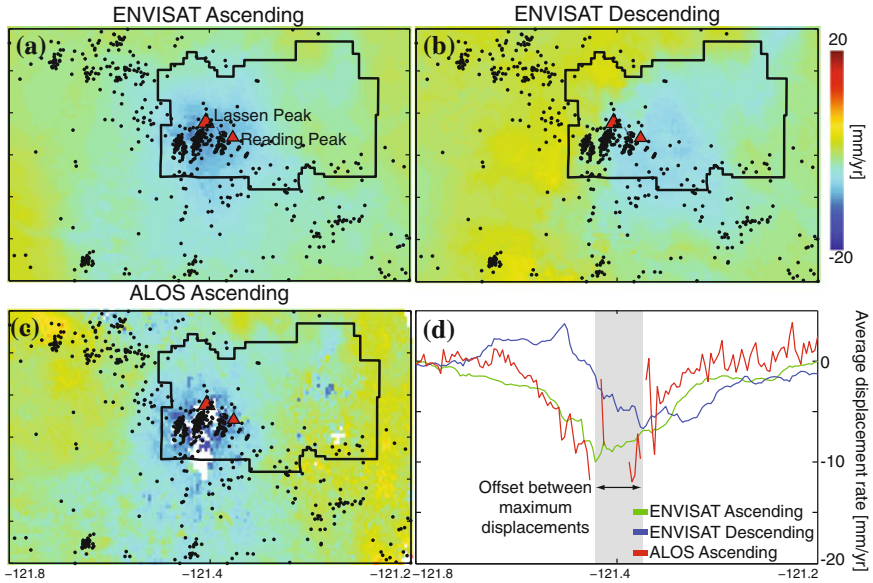 ENVISAT Ascending
ENVISAT Descending
(a)
Lassen Peak
Reading Peak
(b)
20
[mm/yr]
-20
ALOS Ascending
(c)
(d)
0
-10
-20
Average displacement rate [mm/yr]
Offset between
maximum
displacements
ENVISAT Ascending
ENVISAT Descending
ALOS Ascending
-121.8
-121.4
-121.2
-121.8
-121.4
-121.2